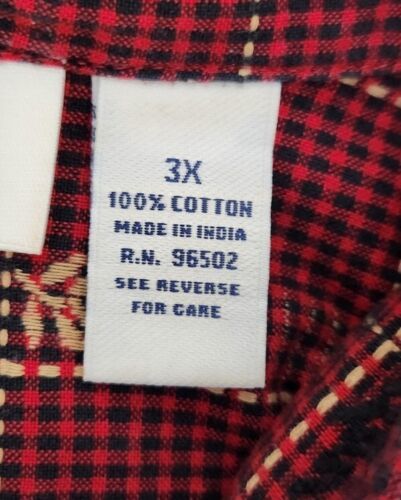 3X
100% COTTON
MADE IN INDIA
R.N. 96502
SEE REVERSE
FOR CARE